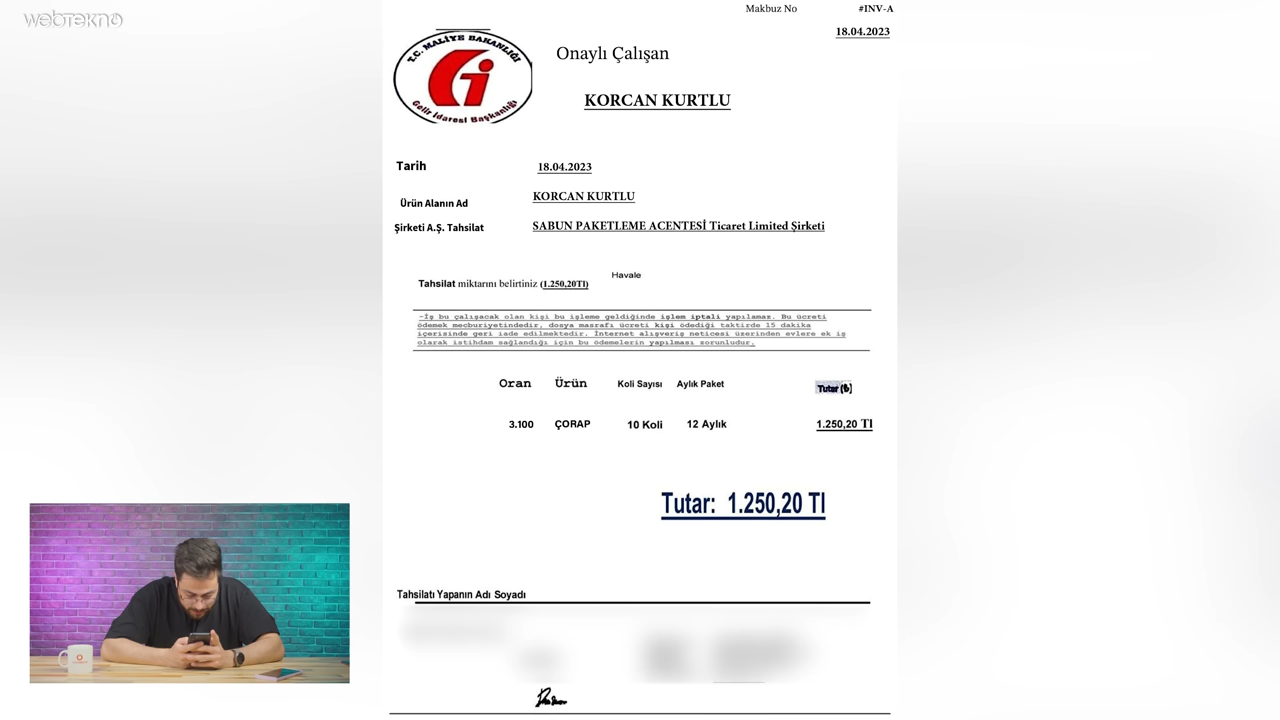 webtekno
Makbuz No #INV-A
18.04.2023
T.C. MALİYE BAKANLIĞI
Gelir İdaresi Başkanlığı
Onaylı Çalışan
KORCAN KURTLU
Tarih 18.04.2023
Ürün Alanın Ad KORCAN KURTLU
Şirketi A.Ş. Tahsilat SABUN PAKETLEME ACENTESİ Ticaret Limited Şirketi
Havale
Tahsilat miktarını belirtiniz (1.250,20Tl)
-İş bu çalışacak olan kişi bu işleme geldiğinde işlem iptali yapılamaz. Bu ücreti
ödemek mecburiyetindedir, dosya masrafı ücreti kişi ödediği taktirde 15 dakika
içerisinde geri iade edilmektedir. İnternet alışveriş neticesi üzerinden evlere ek iş
olarak istihdam sağlandığı için bu ödemelerin yapılması sorunludur.
Oran Ürün Koli Sayısı Aylık Paket Tutar (₺)
3.100 ÇORAP 10 Koli 12 Aylık 1.250,20 Tl
Tutar: 1.250,20 Tl
Tahsilatı Yapanın Adı Soyadı